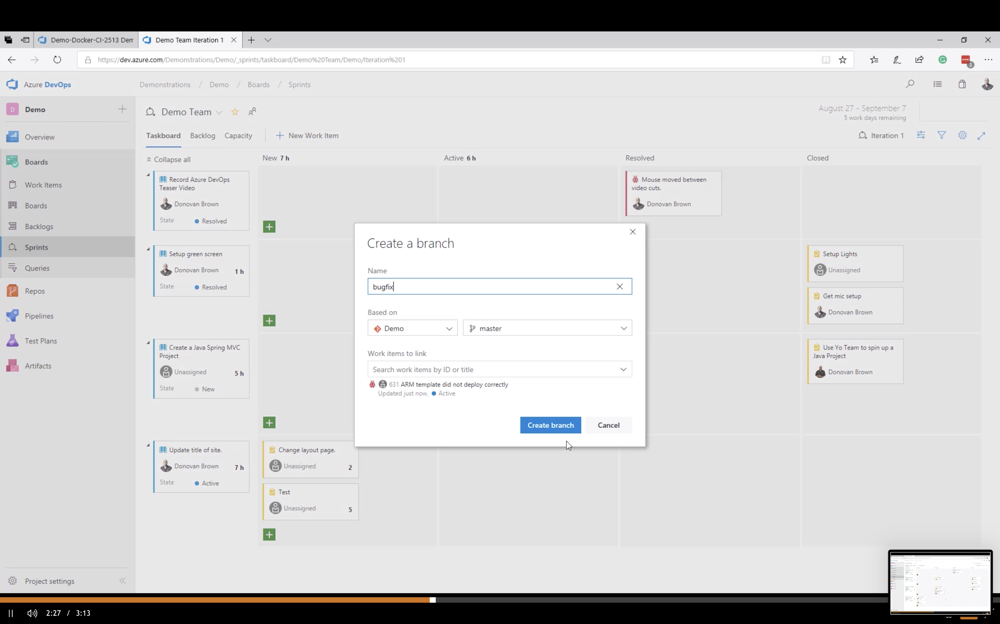 Demo-Docker-CI-2513 Dem
Demo Team Iteration 1
https://dev.azure.com/Demonstrations/Demo/_sprints/taskboard/Demo%20Team/Demo/Iteration%201
3
Azure DevOps
Demonstrations / Demo / Boards / Sprints
D Demo
Overview
Boards
Work Items
Boards
Backlogs
Sprints
Queries
Repos
Pipelines
Test Plans
Artifacts
Project settings
Demo Team
August 27 - September 7
5 work days remaining
Taskboard Backlog Capacity New Work Item
Iteration 1
Collapse all
New 7 h
Active 6 h
Resolved
Closed
Record Azure DevOps
Teaser Video
Donovan Brown
State Resolved
Mouse moved between
video cuts.
Donovan Brown
Setup green screen
Donovan Brown 1 h
State Resolved
Setup Lights
Unassigned
Get mic setup
Donovan Brown
Create a Java Spring MVC
Project
Unassigned 5 h
State New
Use Yo Team to spin up a
Java Project
Donovan Brown
Update title of site.
Donovan Brown 7 h
State Active
Change layout page.
Unassigned 2
Test
Unassigned 5
Create a branch
Name
bugfix
Based on
Demo
master
Work items to link
Search work items by ID or title
631 ARM template did not deploy correctly
Updated just now, Active
Create branch
Cancel
2:27 / 3:13